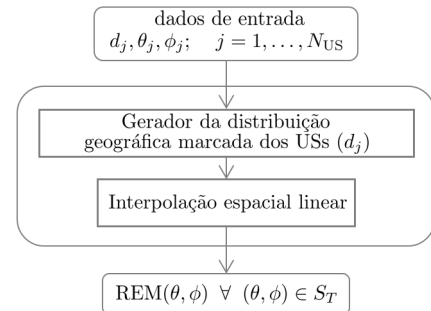 dados de entrada
d_j, θ_j, ϕ_j; j = 1, . . . , N_US
Gerador da distribuição
geográfica marcada dos USs (d_j)
Interpolação espacial linear
REM(θ, ϕ) ∀ (θ, ϕ) ∈ S_T